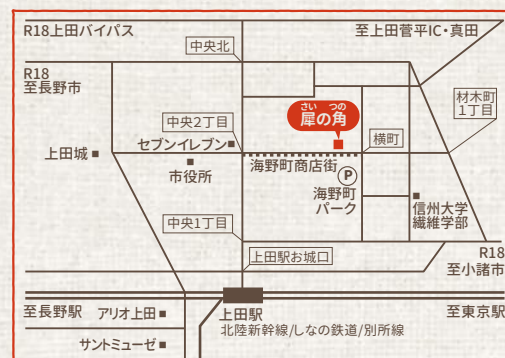 R18上田バイパス
至上田菅平IC・真田
中央北
R18
至長野市
材木町
1丁目
さい つの
犀の角
中央2丁目
横町
セブンイレブン
上田城
海野町商店街
市役所
P
海野町
パーク
信州大学
繊維学部
中央1丁目
上田駅お城口
R18
至小諸市
至長野駅
アリオ上田
上田駅
至東京駅
北陸新幹線/しなの鉄道/別所線
サントミューゼ